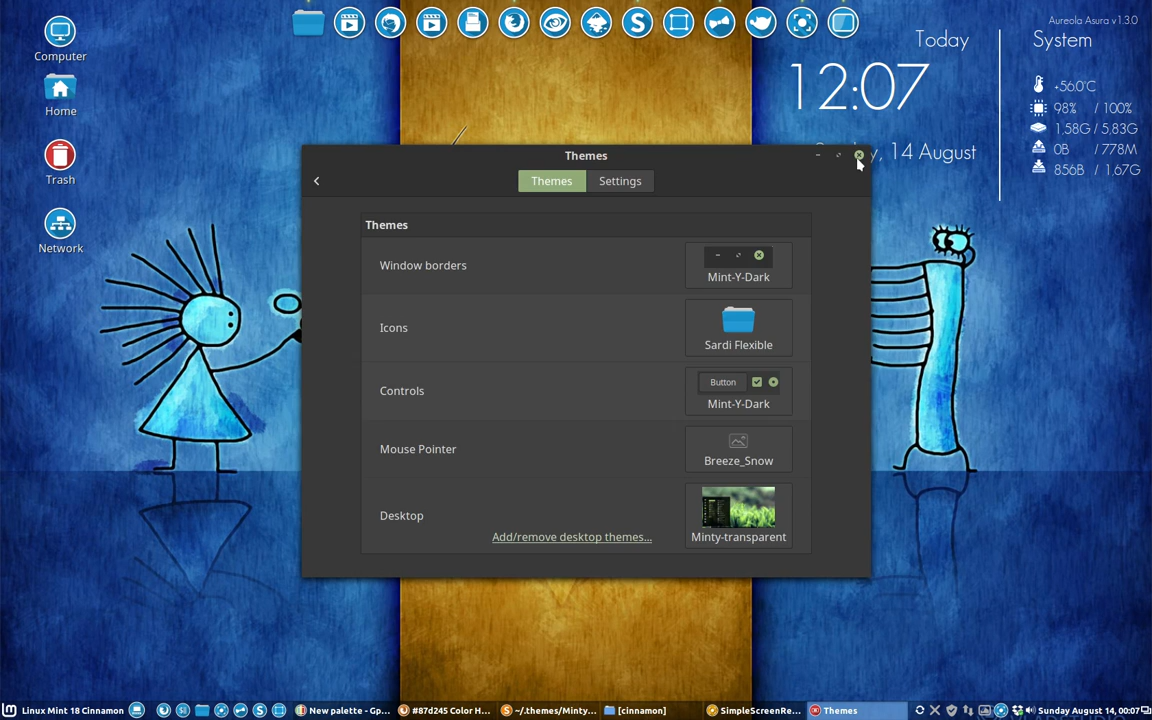 Computer
Home
Trash
Network
Aureola Asura v1.3.0
Today
12:07
y, 14 August
System
+56.0°C
98% / 100%
1,58G / 5,83G
0B / 778M
856B / 1,67G
Themes
Themes Settings
Themes
Window borders
Mint-Y-Dark
Icons
Sardi Flexible
Controls
Button
Mint-Y-Dark
Mouse Pointer
Breeze_Snow
Desktop
Add/remove desktop themes...
Minty-transparent
Linux Mint 18 Cinnamon
New palette - Gp...
#87d245 Color H...
~/.themes/Minty...
[cinnamon]
SimpleScreenRe...
Themes
Sunday August 14, 00:07